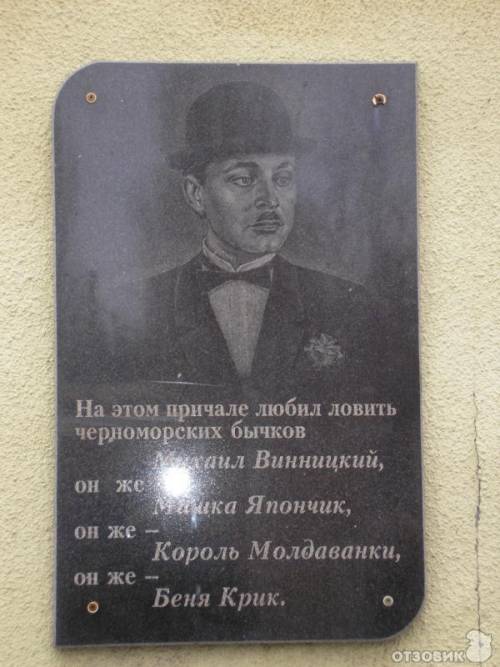 На этом причале любил ловить
черноморских бычков
Михаил Винницкий,
он же
Мишка Япончик,
он же –
Король Молдаванки,
он же –
Беня Крик.
ОТЗОВИК